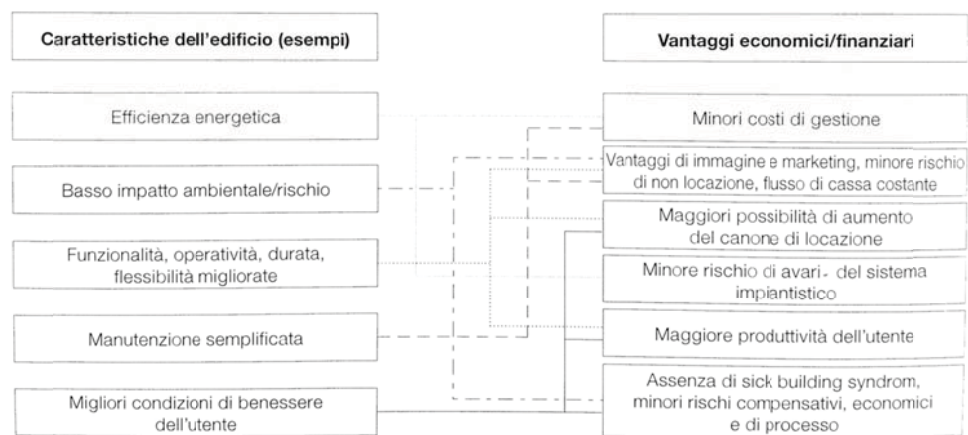 Caratteristiche dell'edificio (esempi)
Efficienza energetica
Basso impatto ambientale/rischio
Funzionalità, operatività, durata,
flessibilità migliorate
Manutenzione semplificata
Migliori condizioni di benessere
dell'utente
Vantaggi economici/finanziari
Minori costi di gestione
Vantaggi di immagine e marketing, minore rischio
di non locazione, flusso di cassa costante
Maggiori possibilità di aumento
del canone di locazione
Minore rischio di avari- del sistema
impiantistico
Maggiore produttività dell'utente
Assenza di sick building syndrom,
minori rischi compensativi, economici
e di processo